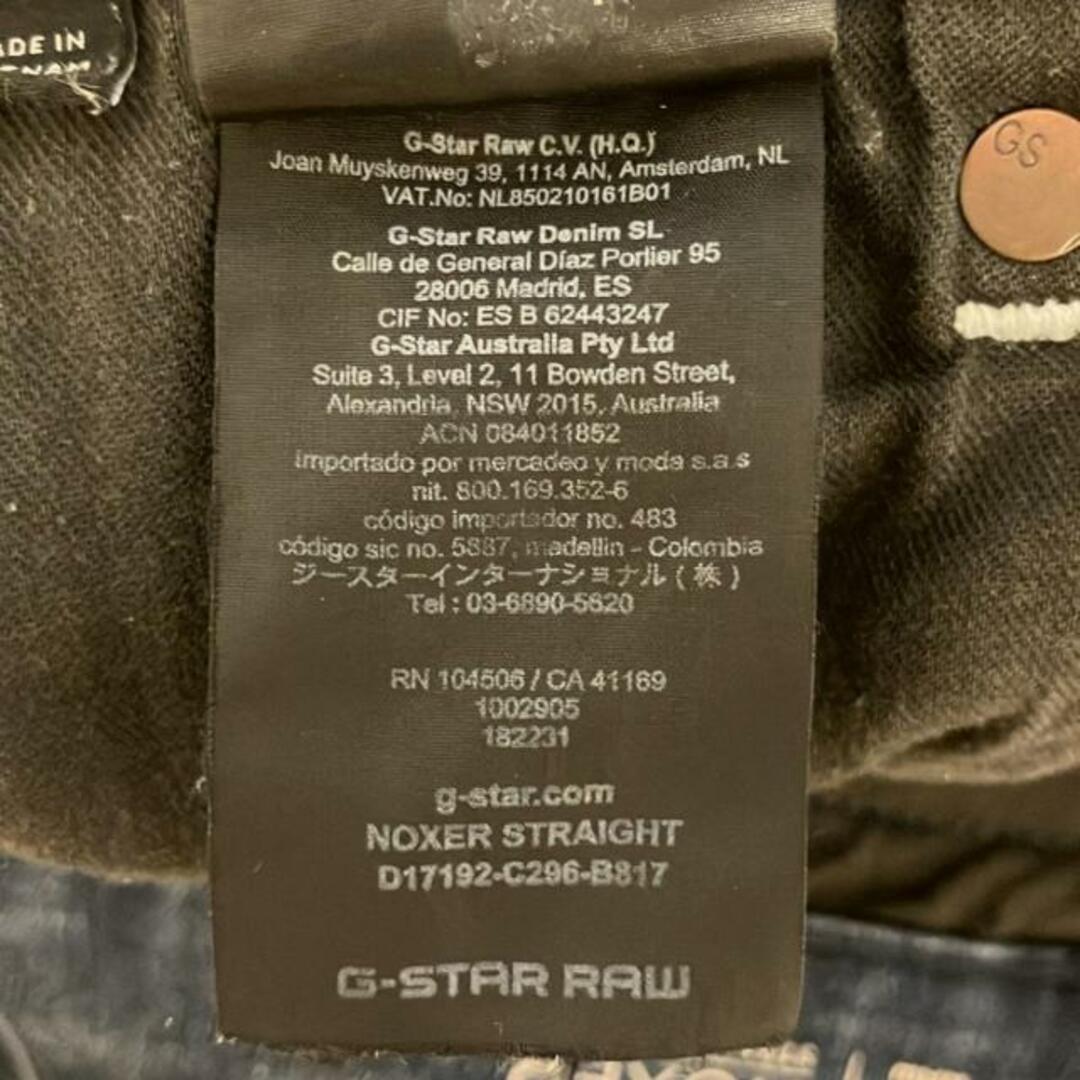 ADE IN
TNAM
GS
G-Star Raw C.V. (H.Q.)
Joan Muyskenweg 39, 1114 AN, Amsterdam, NL
VAT.No: NL850210161B01
G-Star Raw Denim SL
Calle de General Díaz Porlier 95
28006 Madrid, ES
CIF No: ES B 62443247
G-Star Australia Pty Ltd
Suite 3, Level 2, 11 Bowden Street,
Alexandria, NSW 2015, Australia
ACN 084011852
importado por mercadeo y moda s.a.s
nit. 800.169.352-6
código importador no. 483
código sic no. 5887, medellin - Colombia
ジースターインターナショナル(株)
Tel : 03-6890-5620
RN 104506 / CA 41169
1002905
182231
g-star.com
NOXER STRAIGHT
D17192-C296-B817
G-STAR RAW